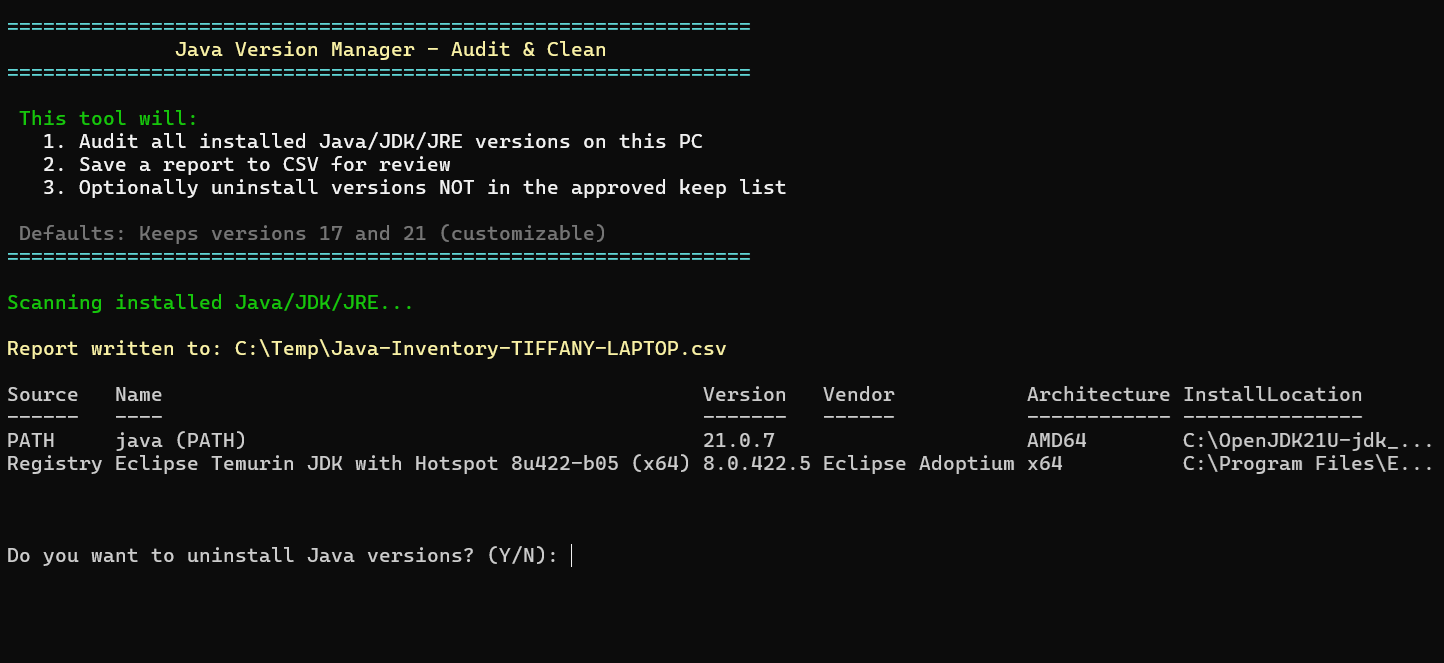 ==============================================================
Java Version Manager - Audit & Clean
==============================================================
This tool will:
1. Audit all installed Java/JDK/JRE versions on this PC
2. Save a report to CSV for review
3. Optionally uninstall versions NOT in the approved keep list
Defaults: Keeps versions 17 and 21 (customizable)
==============================================================
Scanning installed Java/JDK/JRE...
Report written to: C:\Temp\Java-Inventory-TIFFANY-LAPTOP.csv
Source   Name                                             Version   Vendor           Architecture InstallLocation
------   ----                                             -------   ------           ------------ ---------------
PATH     java (PATH)                                      21.0.7                     AMD64        C:\OpenJDK21U-jdk_...
Registry Eclipse Temurin JDK with Hotspot 8u422-b05 (x64) 8.0.422.5 Eclipse Adoptium x64          C:\Program Files\E...
Do you want to uninstall Java versions? (Y/N):